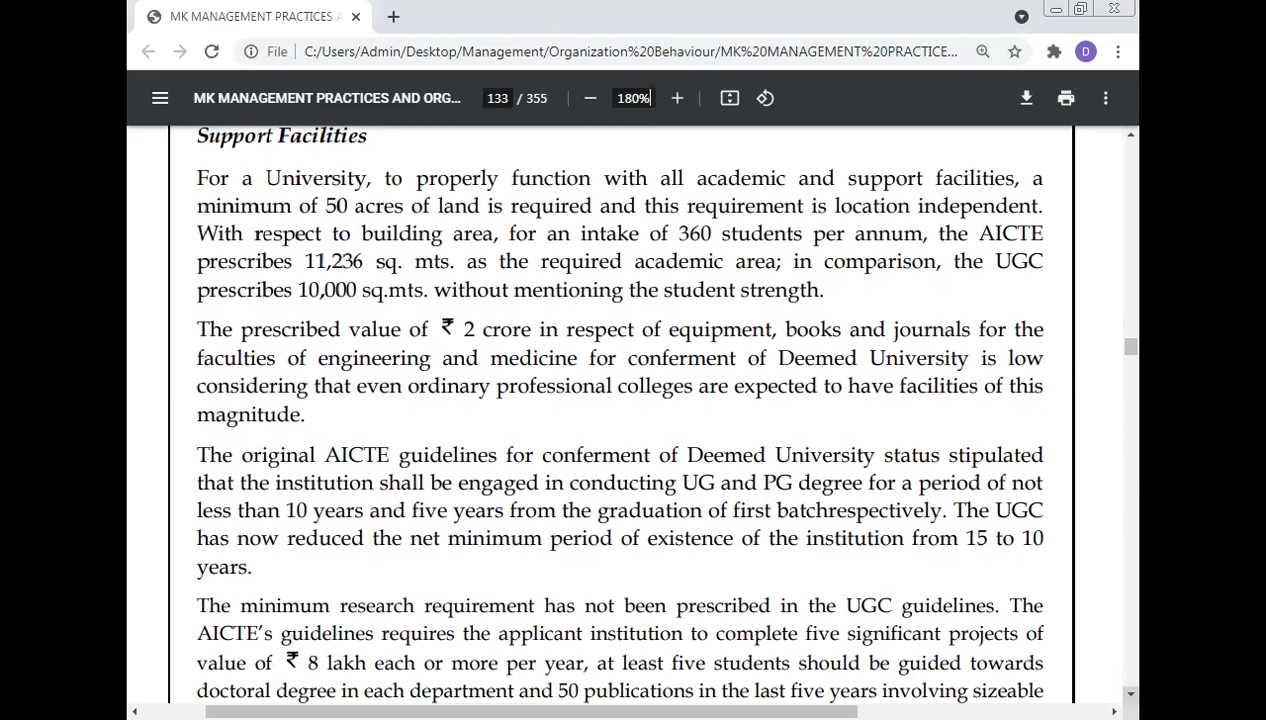 MK MANAGEMENT PRACTICES A
File C:/Users/Admin/Desktop/Management/Organization%20Behaviour/MK%20MANAGEMENT%20PRACTICE... D
MK MANAGEMENT PRACTICES AND ORG... 133 / 355 180%
Support Facilities
For a University, to properly function with all academic and support facilities, a
minimum of 50 acres of land is required and this requirement is location independent.
With respect to building area, for an intake of 360 students per annum, the AICTE
prescribes 11,236 sq. mts. as the required academic area; in comparison, the UGC
prescribes 10,000 sq.mts. without mentioning the student strength.
The prescribed value of ₹ 2 crore in respect of equipment, books and journals for the
faculties of engineering and medicine for conferment of Deemed University is low
considering that even ordinary professional colleges are expected to have facilities of this
magnitude.
The original AICTE guidelines for conferment of Deemed University status stipulated
that the institution shall be engaged in conducting UG and PG degree for a period of not
less than 10 years and five years from the graduation of first batchrespectively. The UGC
has now reduced the net minimum period of existence of the institution from 15 to 10
years.
The minimum research requirement has not been prescribed in the UGC guidelines. The
AICTE's guidelines requires the applicant institution to complete five significant projects of
value of ₹ 8 lakh each or more per year, at least five students should be guided towards
doctoral degree in each department and 50 publications in the last five years involving sizeable